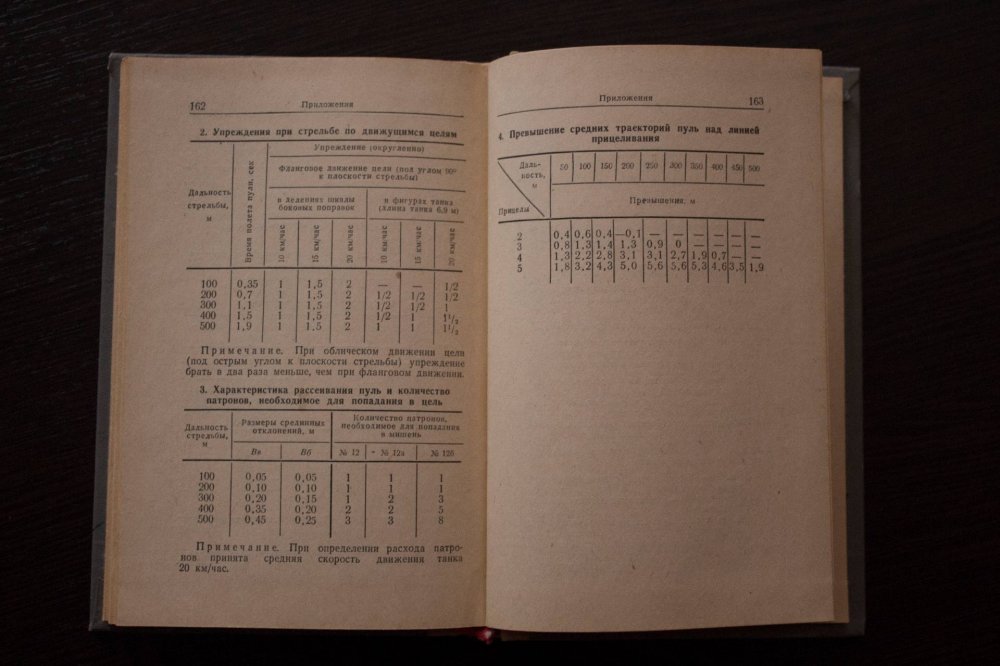 162 Приложения
2. Упреждения при стрельбе по движущимся целям
Дальность стрельбы, м
Время полета пули, сек
Упреждение (округленно)
Фланговое движение цели (под углом 90°
к плоскости стрельбы)
в делениях шкалы
боковых поправок
в фигурах танка
(длина танка 6,9 м)
10 км/час 15 км/час 20 км/час 10 км/час 15 км/час 20 км/час
100 0,35 1 1,5 2 — — 1/2
200 0,7 1 1,5 2 1/2 1/2 1/2
300 1,1 1 1,5 2 1/2 1/2 1
400 1,5 1 1,5 2 1/2 1 1 1/2
500 1,9 1 1,5 2 1 1 1 1/2
Примечание. При облическом движении цели
(под острым углом к плоскости стрельбы) упреждение
брать в два раза меньше, чем при фланговом движении.
3. Характеристика рассеивания пуль и количество
патронов, необходимое для попадания в цель
Дальность
стрельбы,
м
Размеры срединных
отклонений, м
Количество патронов,
необходимое для попадания
в мишень
Вв Вб № 12 № 12а № 12б
100 0,05 0,05 1 1 1
200 0,10 0,10 1 1 1
300 0,20 0,15 1 2 3
400 0,35 0,20 2 2 5
500 0,45 0,25 3 3 8
Примечание. При определении расхода патро-
нов принята средняя скорость движения танка
20 км/час.
Приложения 163
4. Превышение средних траекторий пуль над линией
прицеливания
Даль-
ность,
м
Прицелы
50 100 150 200 250 300 350 400 450 500
Превышения, м
2 0,4 0,6 0,4 —0,1 — — — — — —
3 0,8 1,3 1,4 1,3 0,9 0 — — — —
4 1,3 2,2 2,8 3,1 3,1 2,7 1,9 0,7 — —
5 1,8 3,2 4,3 5,0 5,6 5,6 5,3 4,6 3,5 1,9